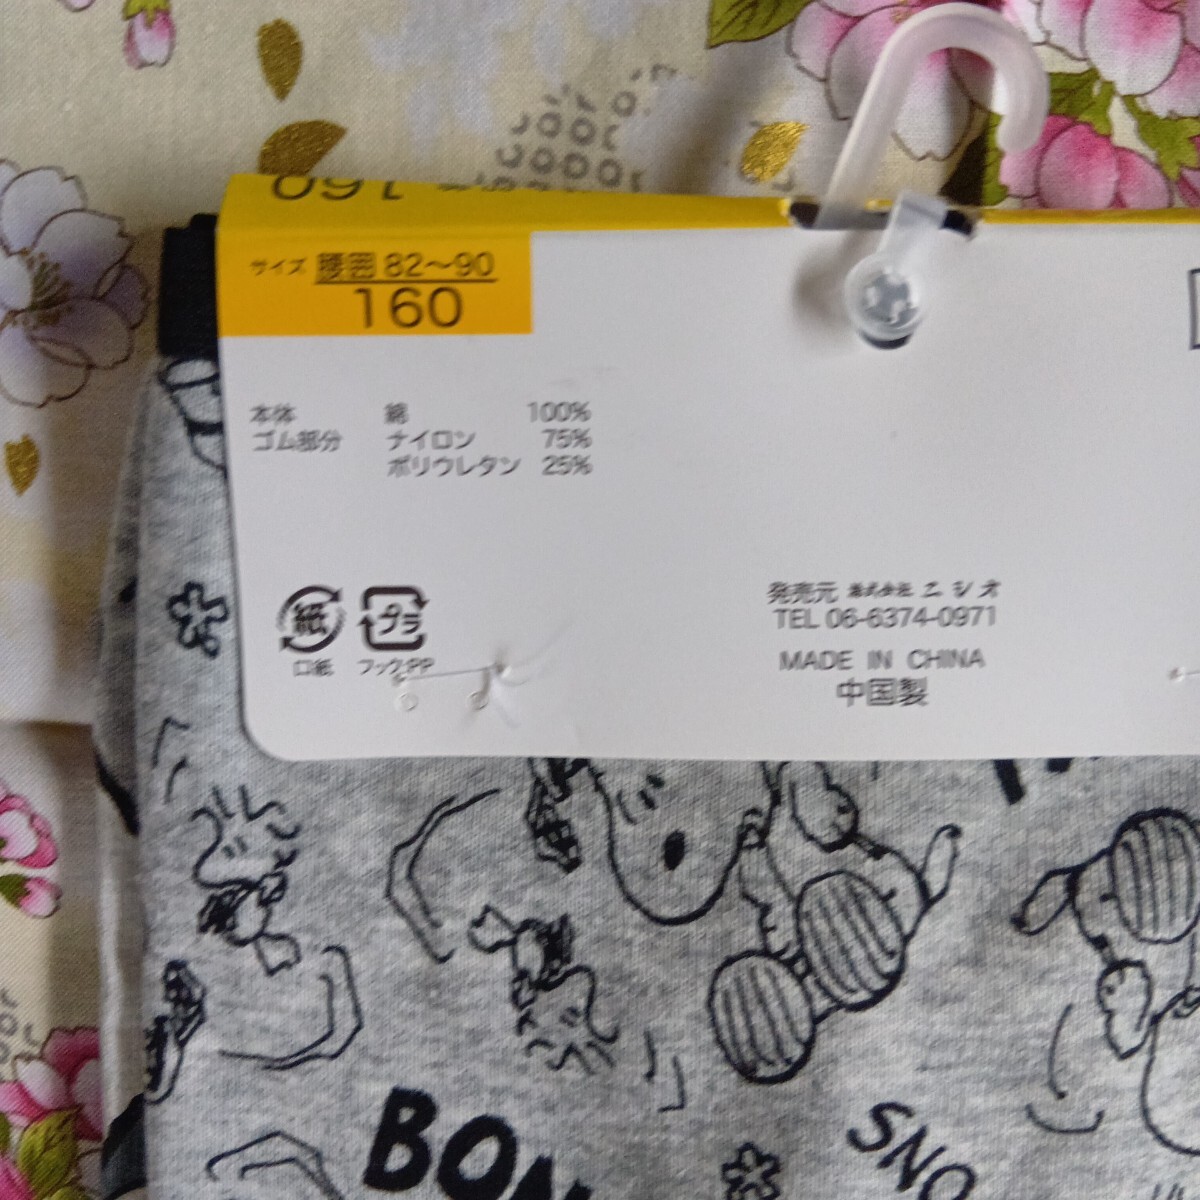 160
サイズ 腰囲 82～90
160
本体 綿 100%
ゴム部分 ナイロン 75%
ポリウレタン 25%
紙
プラ
口紙 フック:PP
発売元 株式会社 ニシオ
TEL 06-6374-0971
MADE IN CHINA
中国製
BON
SNO